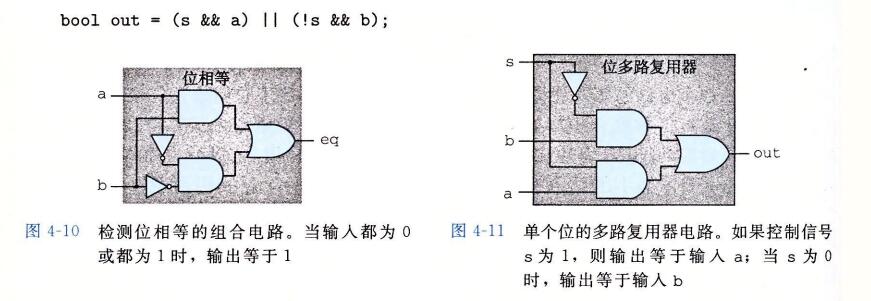 bool out = (s && a) || (!s && b);
位相等
a
b
eq
图 4-10 检测位相等的组合电路。当输入都为 0
或都为 1 时，输出等于 1
位多路复用器
s
b
a
out
图 4-11 单个位的多路复用器电路。如果控制信号
s 为 1，则输出等于输入 a；当 s 为 0
时，输出等于输入 b